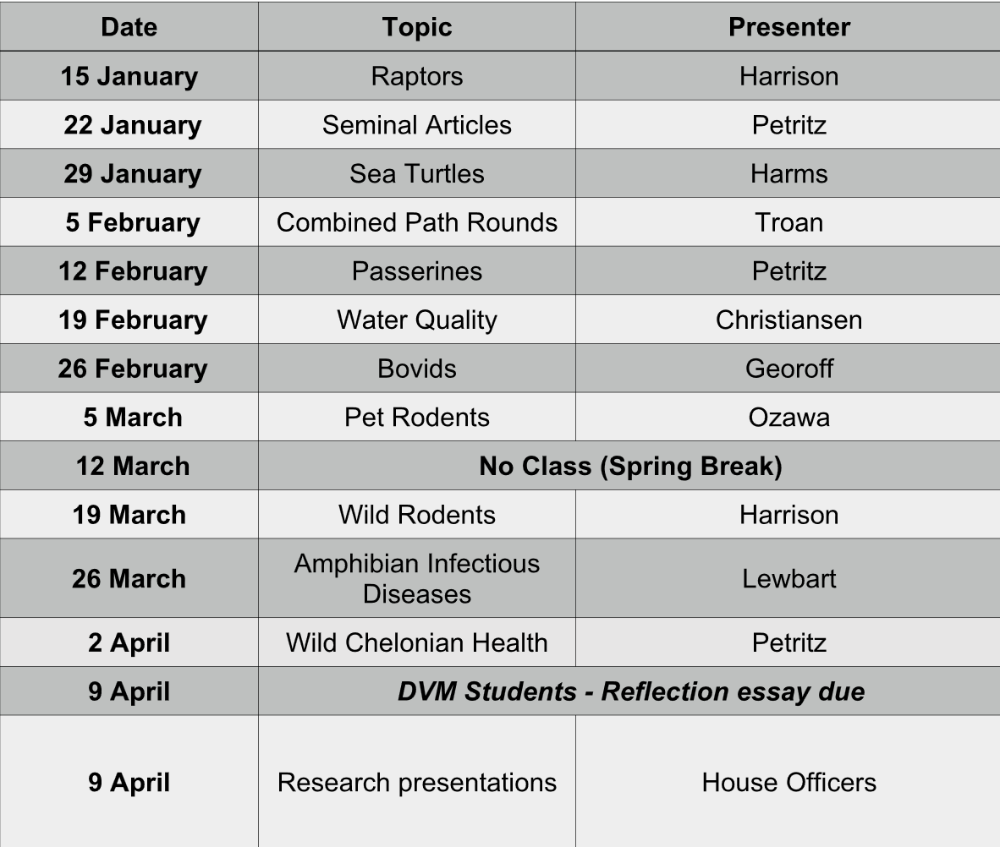 Date Topic Presenter
15 January Raptors Harrison
22 January Seminal Articles Petritz
29 January Sea Turtles Harms
5 February Combined Path Rounds Troan
12 February Passerines Petritz
19 February Water Quality Christiansen
26 February Bovids Georoff
5 March Pet Rodents Ozawa
12 March No Class (Spring Break)
19 March Wild Rodents Harrison
26 March Amphibian Infectious
Diseases Lewbart
2 April Wild Chelonian Health Petritz
9 April DVM Students - Reflection essay due
9 April Research presentations House Officers